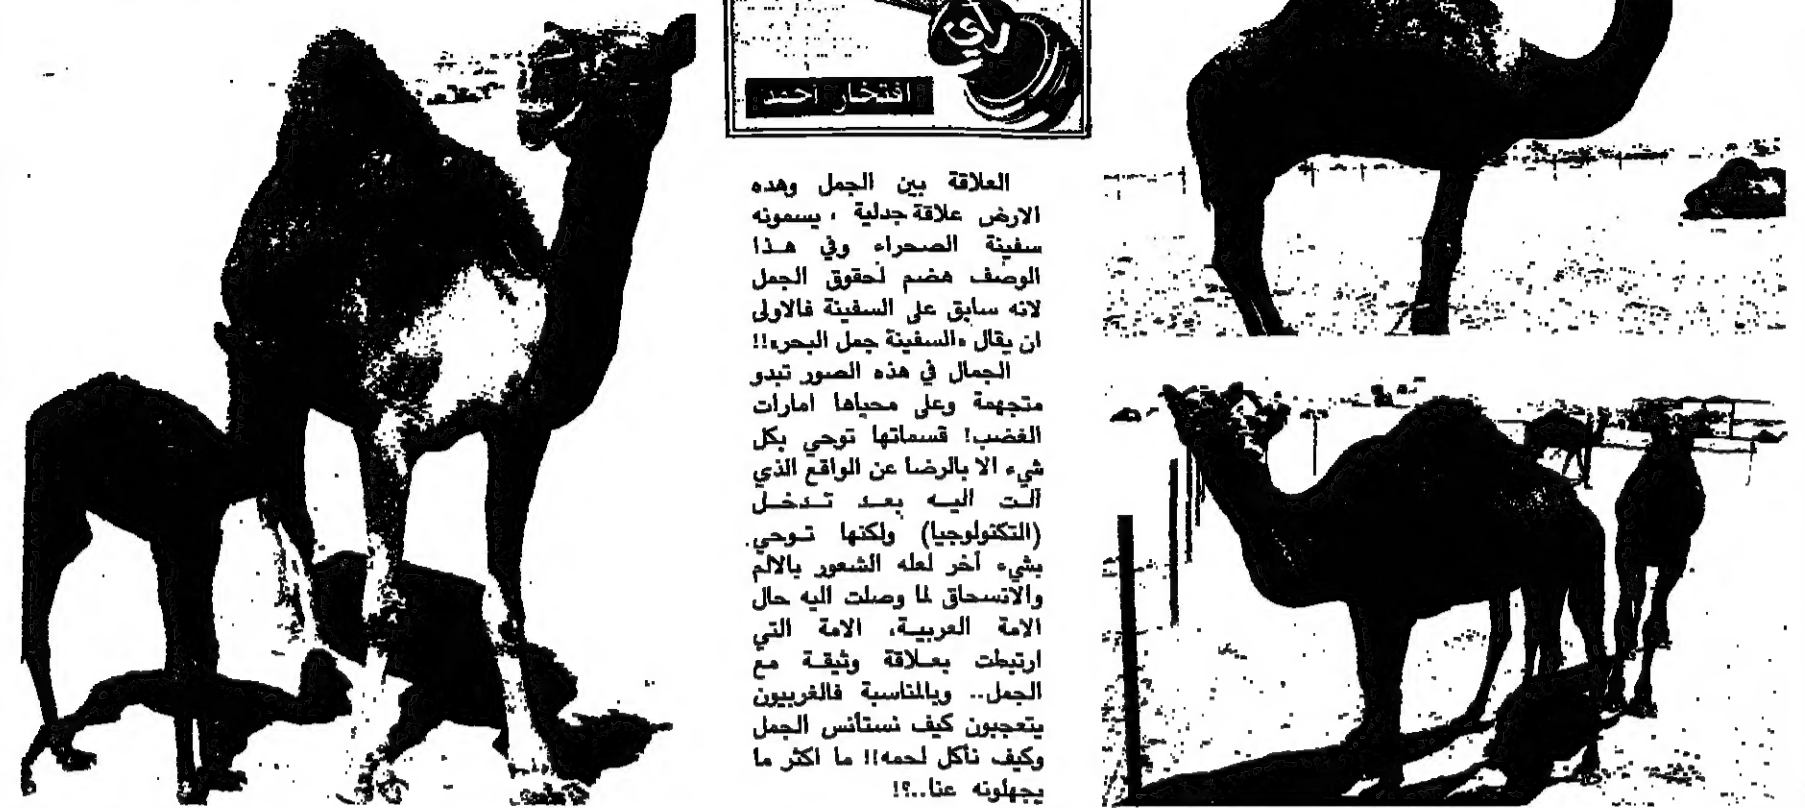 رأي
افتخار احمد
العلاقة بين الجمل وهده
الارض علاقة جدلية ، يسمونه
سفينة الصحراء وفي هـذا
الوصف هضم لحقوق الجمل
لانه سابق على السفينة فالاولى
ان يقال «السفينة جمل البحر»!!
الجمال في هذه الصور تبدو
متجهمة وعلى محياها امارات
الغضب! قسماتها توحي بكل
شيء الا بالرضا عن الواقع الذي
آلت اليه بعد تدخل
(التكنولوجيا) ولكنها توحي
بشيء آخر لعله الشعور بالالم
والانسحاق لما وصلت اليه حال
الامة العربية، الامة التي
ارتبطت بعلاقة وثيقة مع
الجمل.. وبالمناسبة فالغربيون
يتعجبون كيف نستأنس الجمل
وكيف نأكل لحمه!! ما اكثر ما
يجهلونه عنا..؟!